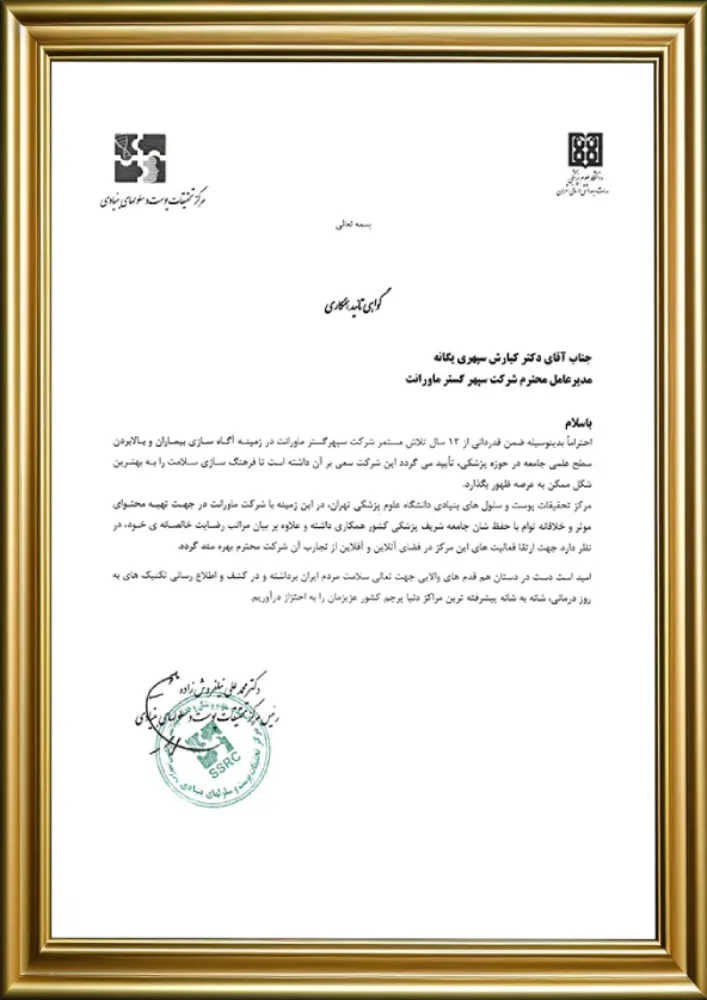 دانشگاه علوم پزشکی
و خدمات بهداشتی درمانی تهران
مرکز تحقیقات پوست و سلولهای بنیادی
بسمه تعالی
گواهی تائید همکاری
جناب آقای دکتر کیارش سپهری یگانه
مدیرعامل محترم شرکت سپهر گستر ماورانت
باسلام
احتراماً بدینوسیله ضمن قدردانی از ۱۲ سال تلاش مستمر شرکت سپهرگستر ماورانت در زمینه آگاه سازی بیماران و بالابردن
سطح علمی جامعه در حوزه پزشکی، تأیید می گردد این شرکت سعی بر آن داشته است تا فرهنگ سازی سلامت را به بهترین
شکل ممکن به عرصه ظهور بگذارد.
مرکز تحقیقات پوست و سلول های بنیادی دانشگاه علوم پزشکی تهران، در این زمینه با شرکت ماورانت در جهت تهیه محتوای
موثر و خلاقانه توام با حفظ شان جامعه شریف پزشکی کشور همکاری داشته و علاوه بر بیان مراتب رضایت خالصانه ی خود، در
نظر دارد جهت ارتقا فعالیت های این مرکز در فضای آنلاین و آفلاین از تجارب آن شرکت محترم بهره مند گردد.
امید است دست در دستان هم قدم های والایی جهت تعالی سلامت مردم ایران برداشته و در کشف و اطلاع رسانی تکنیک های به
روز درمانی، شانه به شانه پیشرفته ترین مراکز دنیا پرچم کشور عزیزمان را به احتزاز درآوریم.
دکتر محمد علی نیلفروش زاده
رئیس مرکز تحقیقات پوست و سلولهای بنیادی
SSRC
مرکز تحقیقات پوست و سلولهای بنیادی